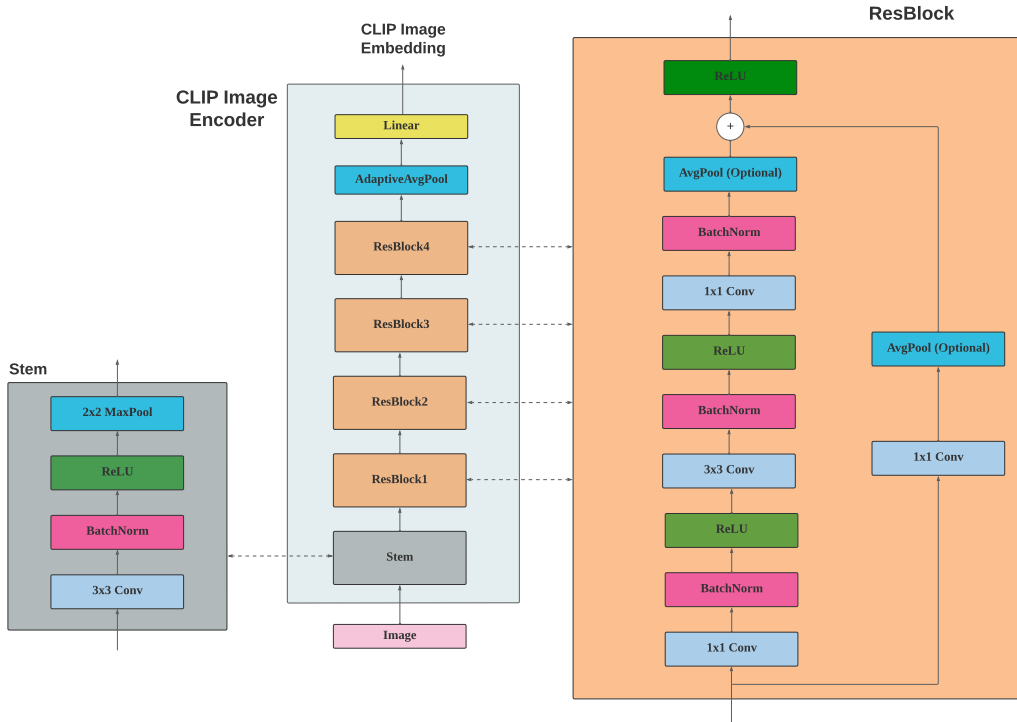 ResBlock
CLIP Image
Embedding
CLIP Image
Encoder
Linear
AdaptiveAvgPool
ResBlock4
ResBlock3
ResBlock2
ResBlock1
Stem
Image
Stem
2x2 MaxPool
ReLU
BatchNorm
3x3 Conv
ReLU
+
AvgPool (Optional)
BatchNorm
1x1 Conv
ReLU
BatchNorm
3x3 Conv
ReLU
BatchNorm
1x1 Conv
AvgPool (Optional)
1x1 Conv